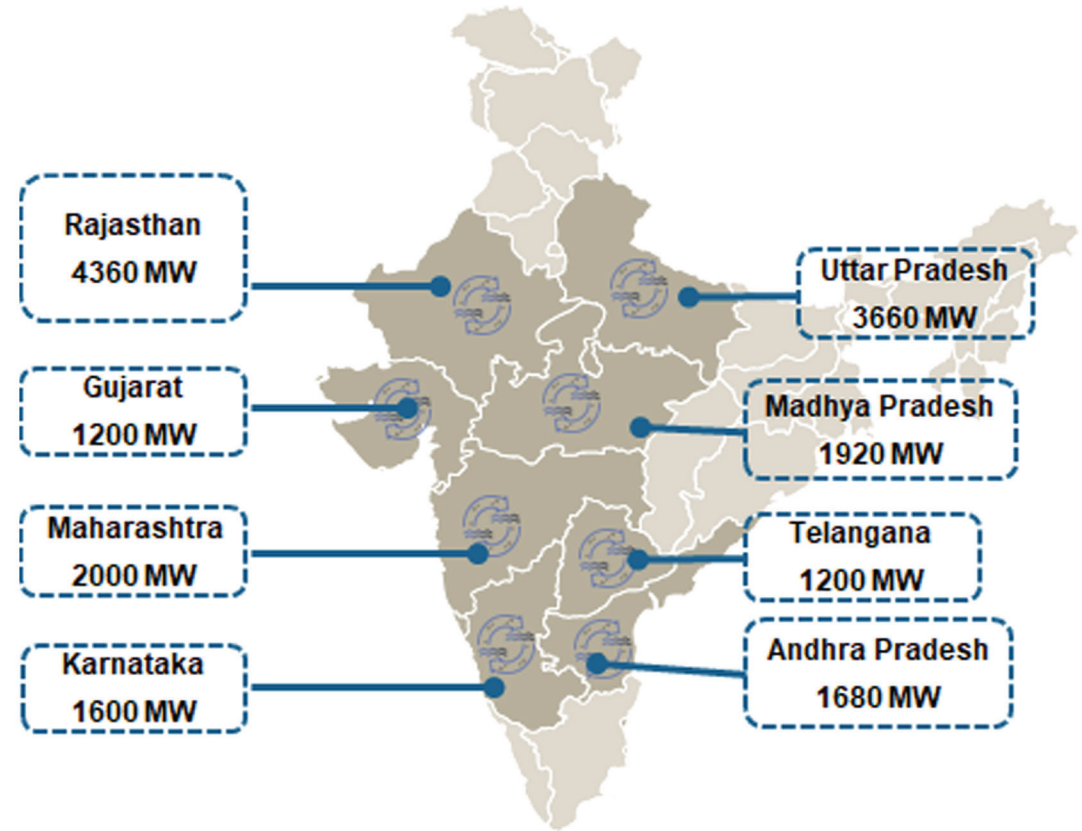 Rajasthan
4360 MW
Gujarat
1200 MW
Maharashtra
2000 MW
Karnataka
1600 MW
Uttar Pradesh
3660 MW
Madhya Pradesh
1920 MW
Telangana
1200 MW
Andhra Pradesh
1680 MW